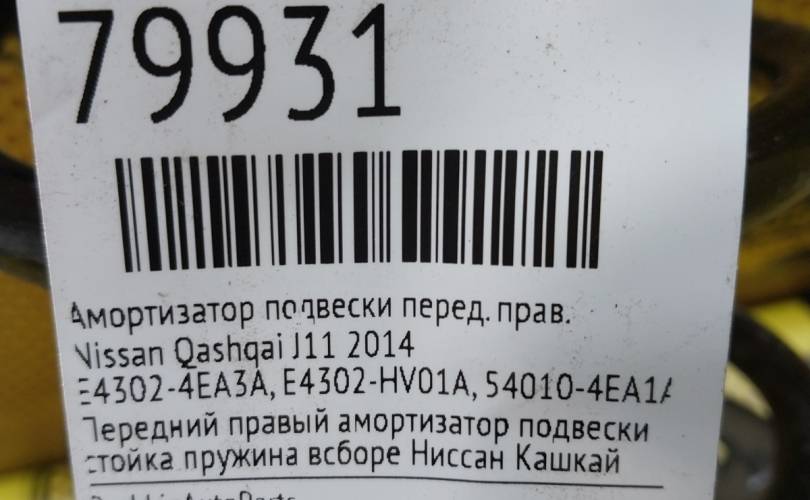 79931
Амортизатор подвески перед. прав.
Nissan Qashqai J11 2014
E4302-4EA3A, E4302-HV01A, 54010-4EA1A
Передний правый амортизатор подвески
стойка пружина всборе Ниссан Кашкай